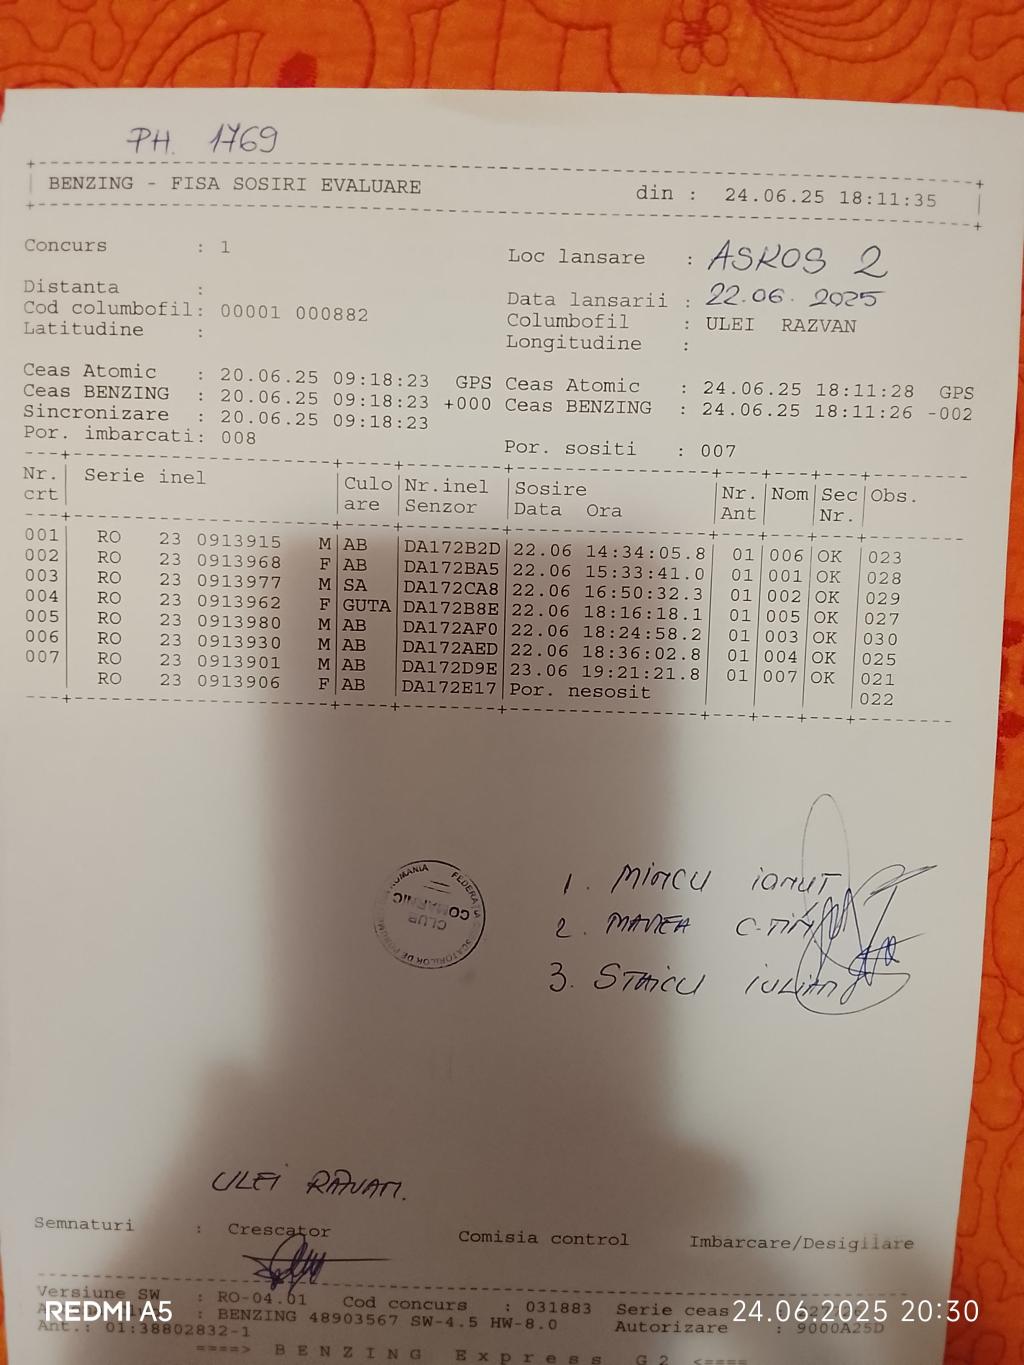 PH. 1769
BENZING - FISA SOSIRI EVALUARE din : 24.06.25 18:11:35
Concurs : 1 Loc lansare : ASKOS 2
Distanta : Data lansarii : 22.06. 2025
Cod columbofil: 00001 000882 Columbofil : ULEI RAZVAN
Latitudine : Longitudine :
Ceas Atomic : 20.06.25 09:18:23 GPS Ceas Atomic : 24.06.25 18:11:28 GPS
Ceas BENZING : 20.06.25 09:18:23 +000 Ceas BENZING : 24.06.25 18:11:26 -002
Sincronizare : 20.06.25 09:18:23
Por. imbarcati: 008 Por. sositi : 007
Nr. Serie inel Culo Nr.inel Sosire Nr. Nom Sec Obs.
crt are Senzor Data Ora Ant Nr.
001 RO 23 0913915 M AB DA172B2D 22.06 14:34:05.8 01 006 OK 023
002 RO 23 0913968 F AB DA172BA5 22.06 15:33:41.0 01 001 OK 028
003 RO 23 0913977 M SA DA172CA8 22.06 16:50:32.3 01 002 OK 029
004 RO 23 0913962 F GUTA DA172B8E 22.06 18:16:18.1 01 005 OK 027
005 RO 23 0913980 M AB DA172AF0 22.06 18:24:58.2 01 003 OK 030
006 RO 23 0913930 M AB DA172AED 22.06 18:36:02.8 01 004 OK 025
007 RO 23 0913901 M AB DA172D9E 23.06 19:21:21.8 01 007 OK 021
RO 23 0913906 F AB DA172E17 Por. nesosit 022
1. MIMCU IONUT
2. MANEA C-TIN
3. STAICU IULIAN
CLUB
COMARNIC
ROMANIA
ULEI RAZVAN.
Semnaturi : Crescator Comisia control Imbarcare/Desigilare
Versiune SW : RO-04.01 Cod concurs : 031883 Serie ceas
: BENZING 48903567 SW-4.5 HW-8.0 Autorizare : 9000A25D
Ant.: 01:38802832-1
====> B E N Z I N G E x p r e s s G 2 <====
REDMI A5 24.06.2025 20:30